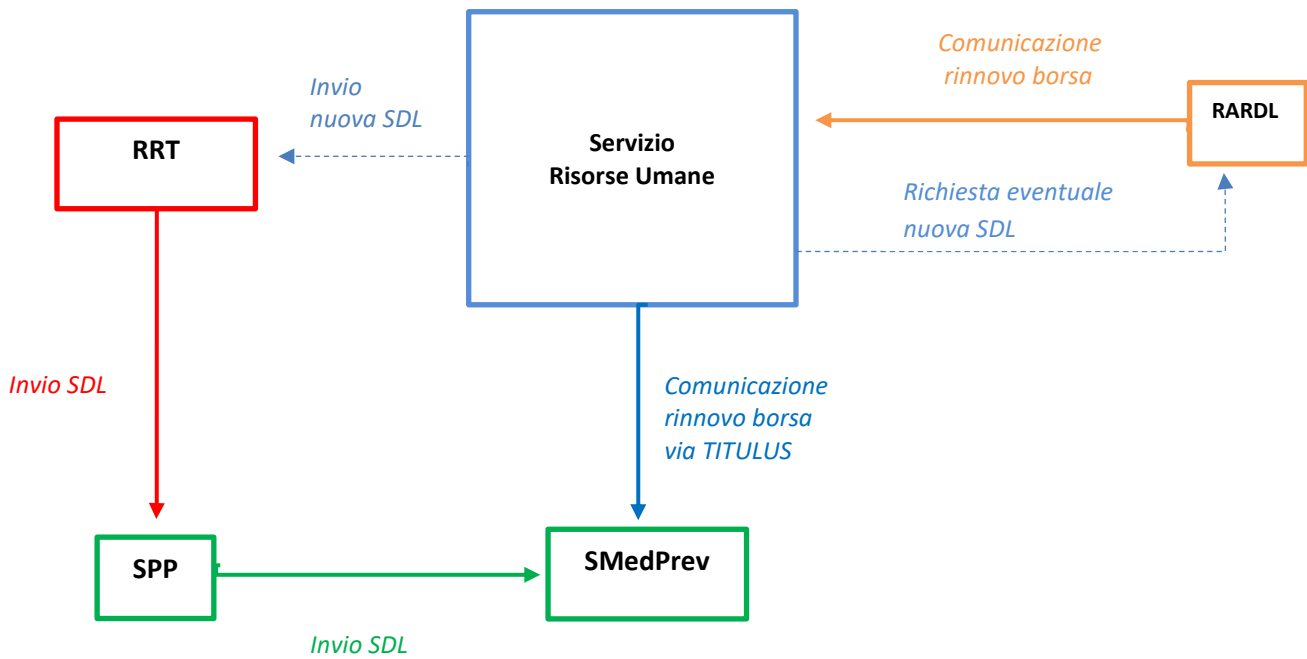 Comunicazione
rinnovo borsa
Invio
nuova SDL
RARDL
RRT
Servizio
Risorse Umane
Richiesta eventuale
nuova SDL
Invio SDL
Comunicazione
rinnovo borsa
via TITULUS
SPP
SMedPrev
Invio SDL